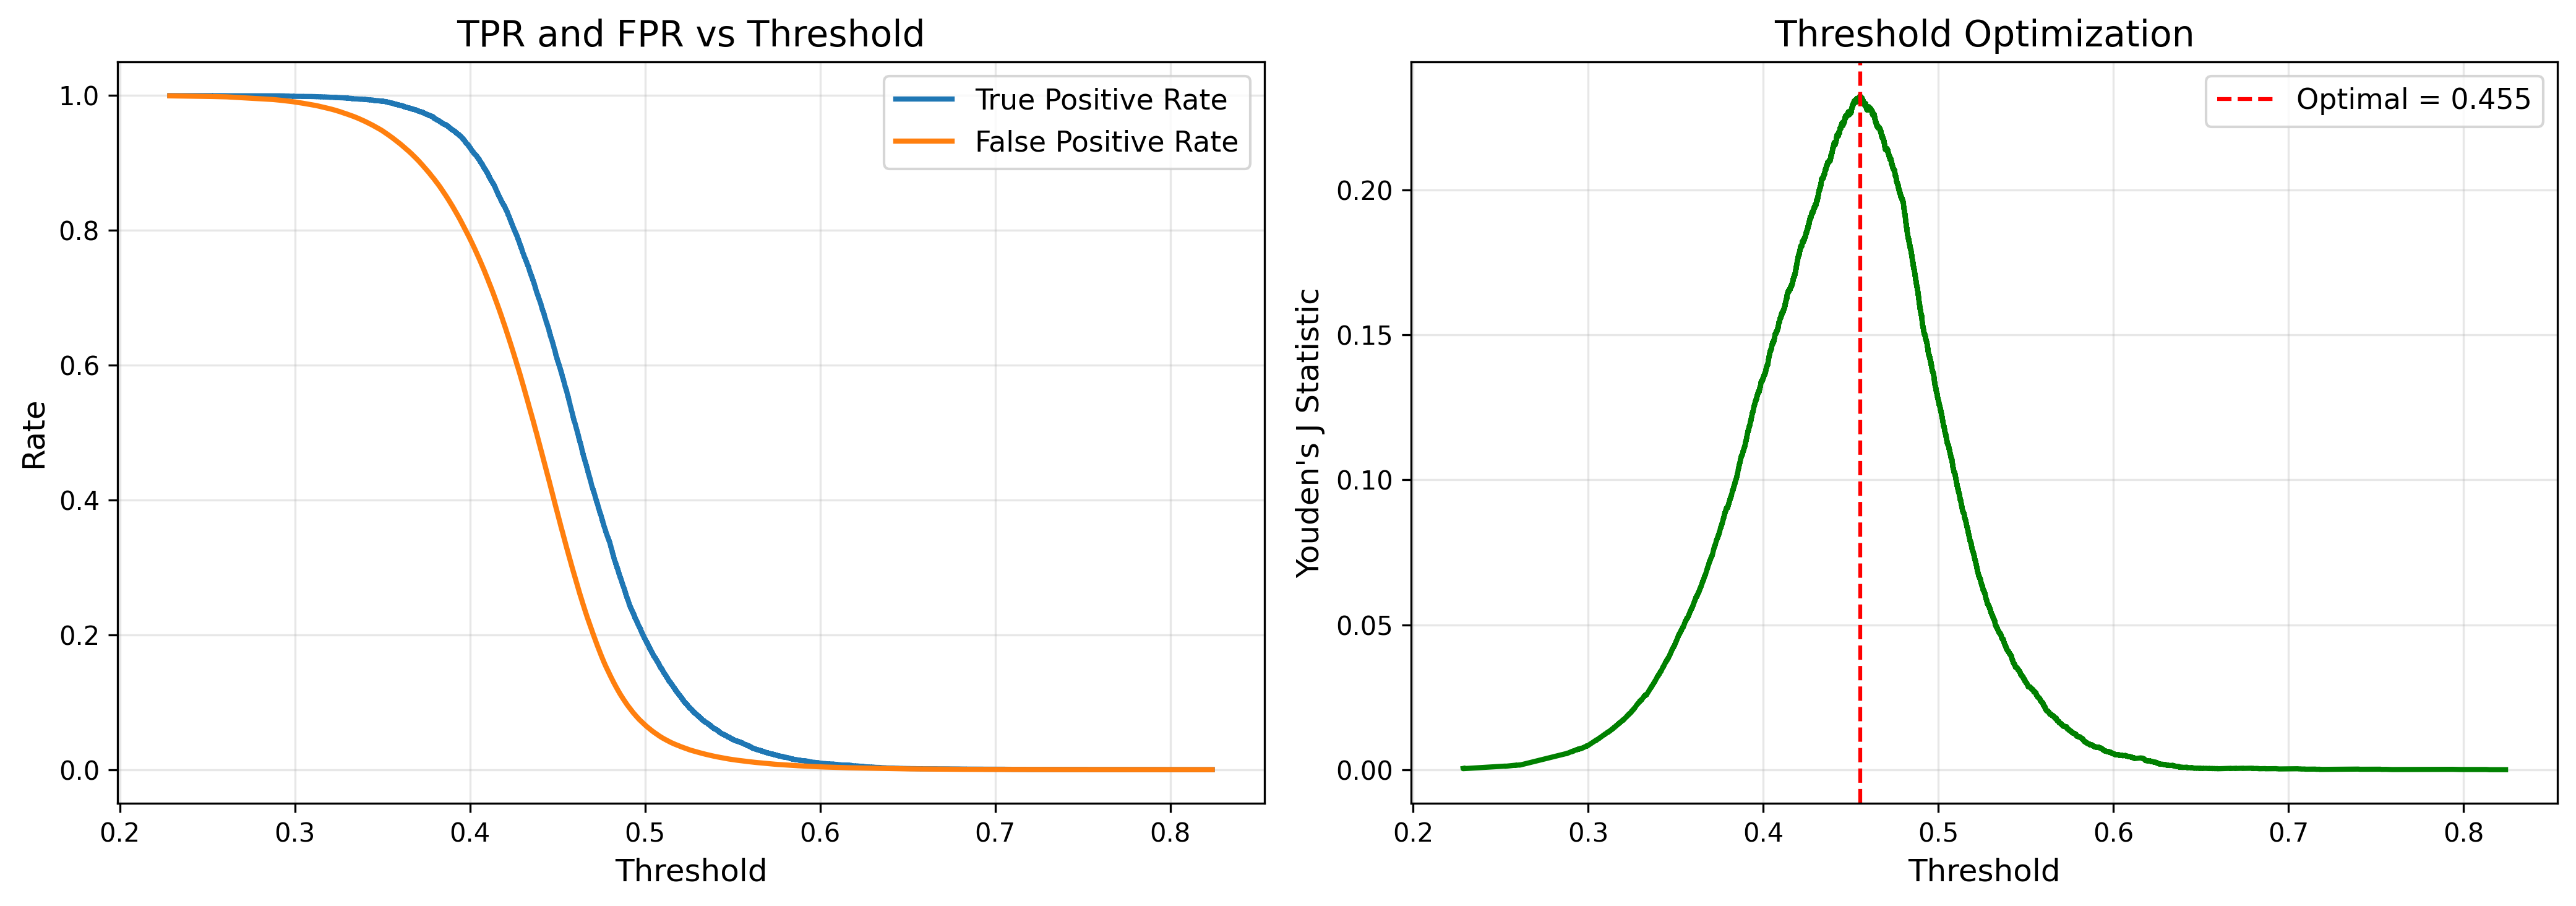 TPR and FPR vs Threshold
True Positive Rate
False Positive Rate
Rate
1.0
0.8
0.6
0.4
0.2
0.0
0.2 0.3 0.4 0.5 0.6 0.7 0.8
Threshold
Threshold Optimization
Optimal = 0.455
Youden's J Statistic
0.20
0.15
0.10
0.05
0.00
0.2 0.3 0.4 0.5 0.6 0.7 0.8
Threshold